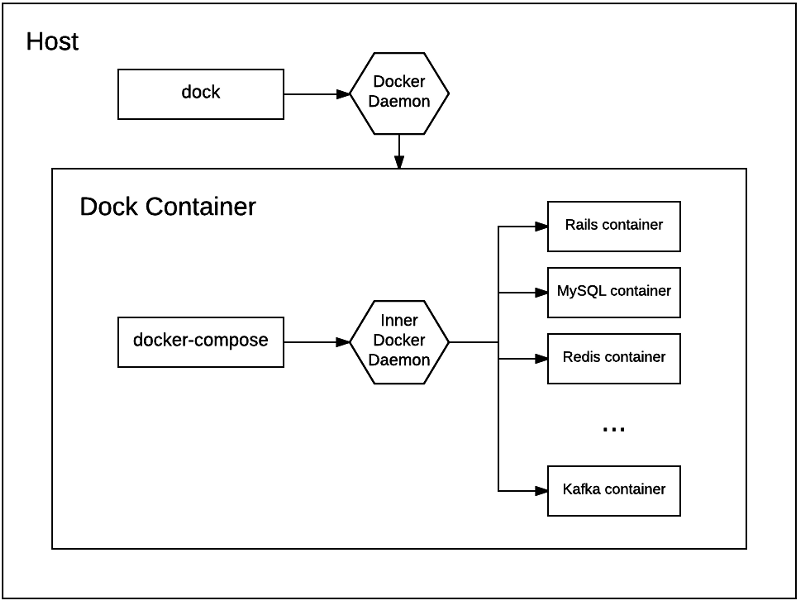 Host
dock
Docker
Daemon
Dock Container
Rails container
MySQL container
docker-compose
Inner
Docker
Daemon
Redis container
...
Kafka container